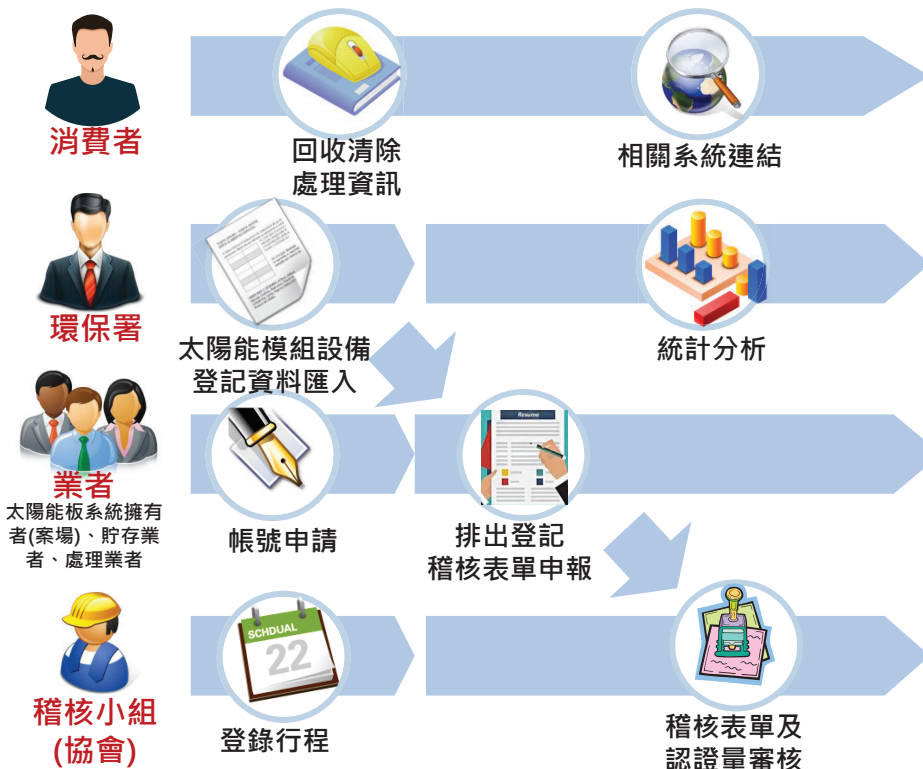 消費者
回收清除
處理資訊
相關系統連結
環保署
太陽能模組設備
登記資料匯入
統計分析
業者
太陽能板系統擁有
者(案場)、貯存業
者、處理業者
帳號申請
Resume
排出登記
稽核表單申報
稽核小組
(協會)
SCHDUAL
22
登錄行程
稽核表單及
認證量審核